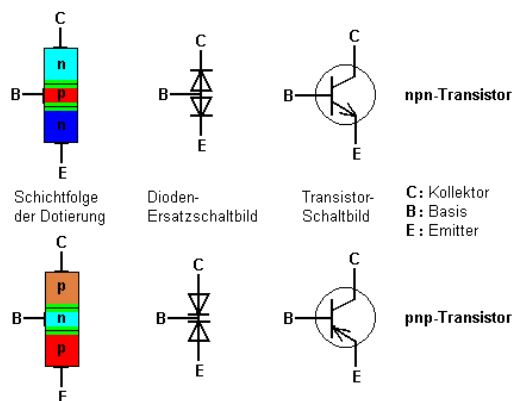 C
C
C
n
B
p
B
B
npn-Transistor
n
E
E
E
Schichtfolge
der Dotierung
Dioden-
Ersatzschaltbild
Transistor-
Schaltbild
C: Kollektor
B: Basis
E: Emitter
C
C
C
p
B
n
B
B
pnp-Transistor
p
E
E
E